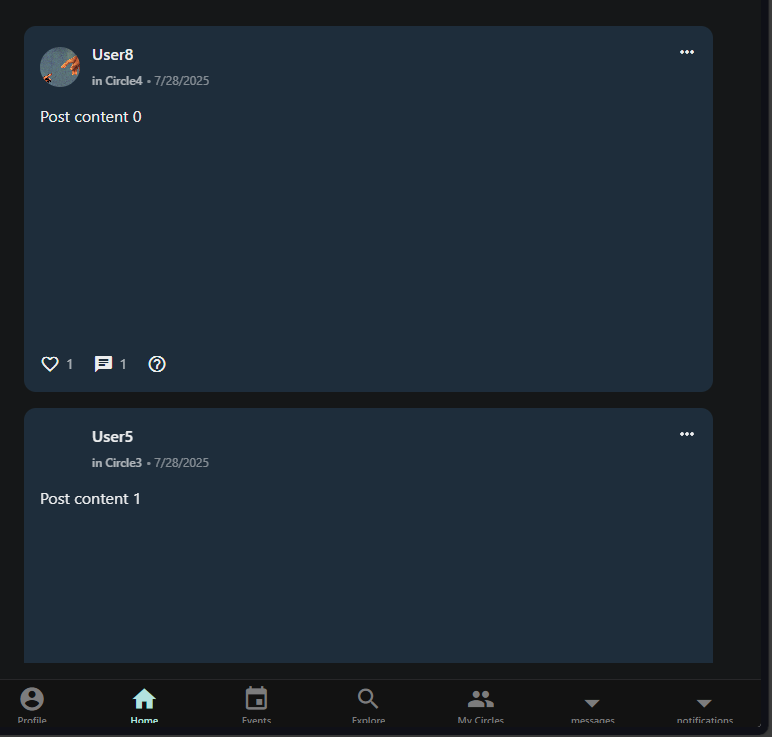 User8
in Circle4 • 7/28/2025
Post content 0
1 1
User5
in Circle3 • 7/28/2025
Post content 1
Profile Home Events Explore My Circles messages notifications